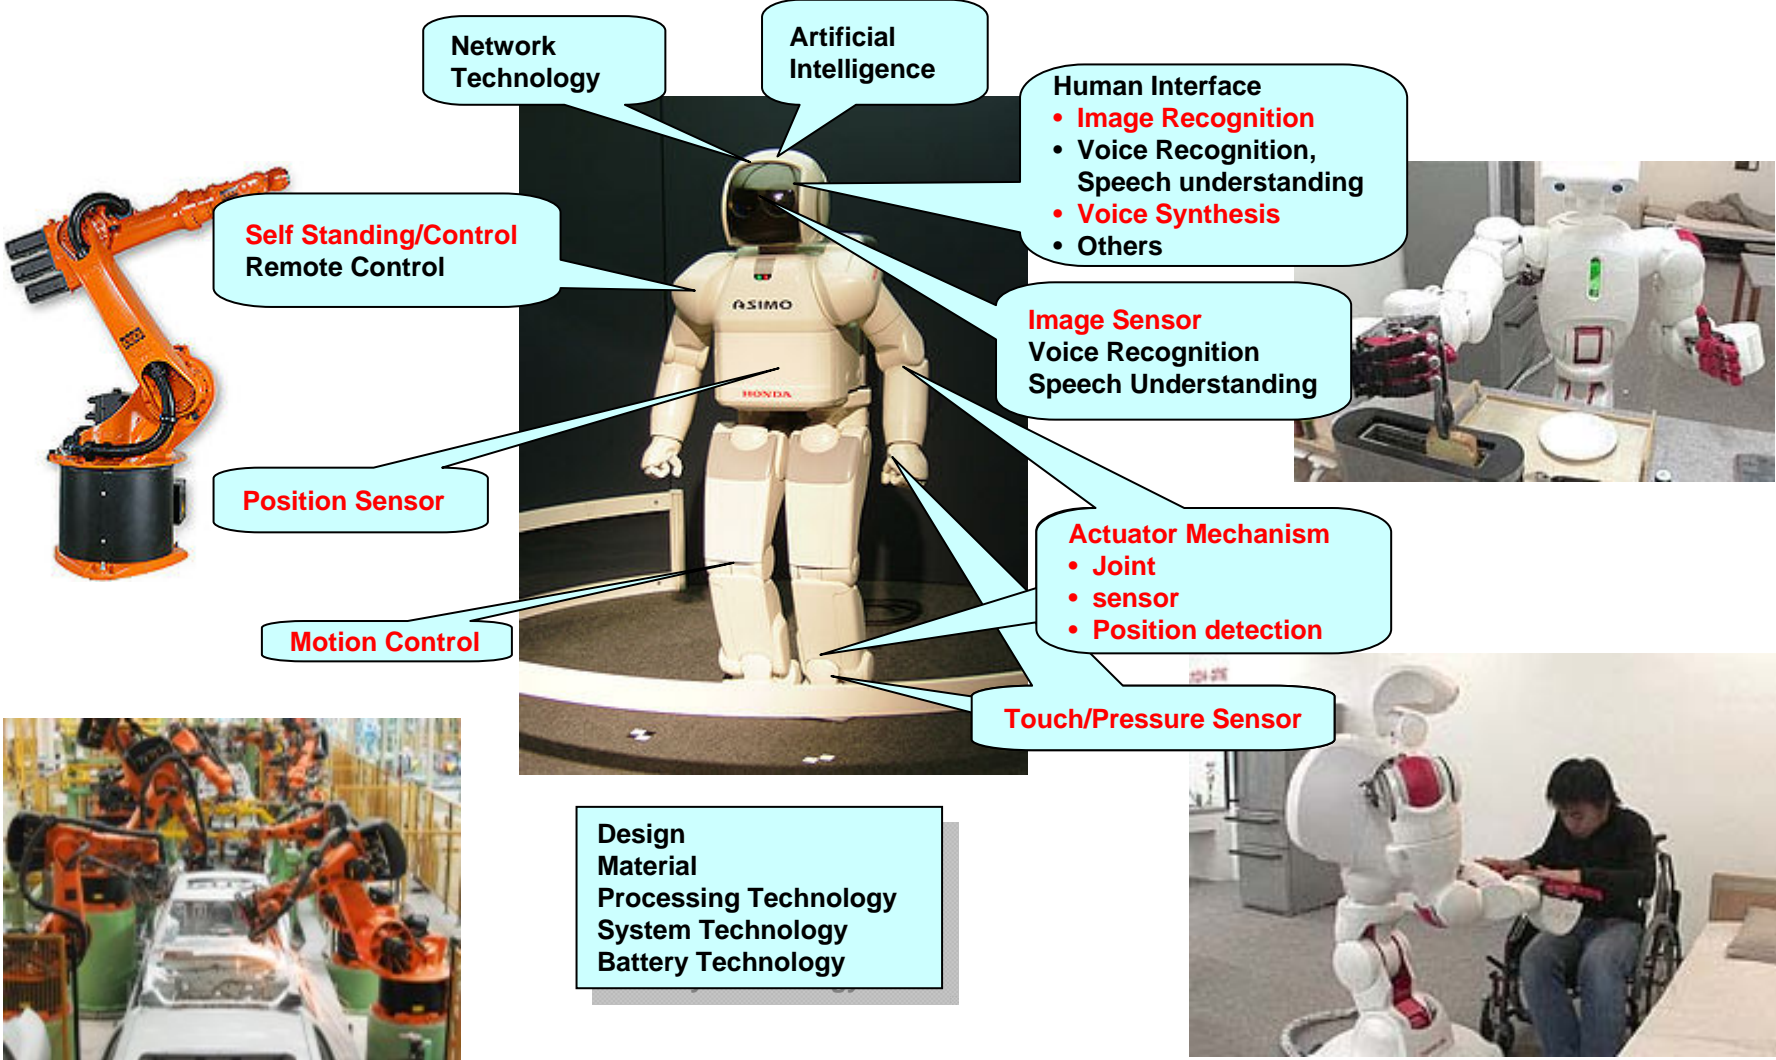 Network
Technology
Artificial
Intelligence
Human Interface
• Image Recognition
• Voice Recognition,
Speech understanding
• Voice Synthesis
• Others
Self Standing/Control
Remote Control
ASIMO
HONDA
Image Sensor
Voice Recognition
Speech Understanding
Position Sensor
Actuator Mechanism
• Joint
• sensor
• Position detection
Motion Control
Touch/Pressure Sensor
Design
Material
Processing Technology
System Technology
Battery Technology